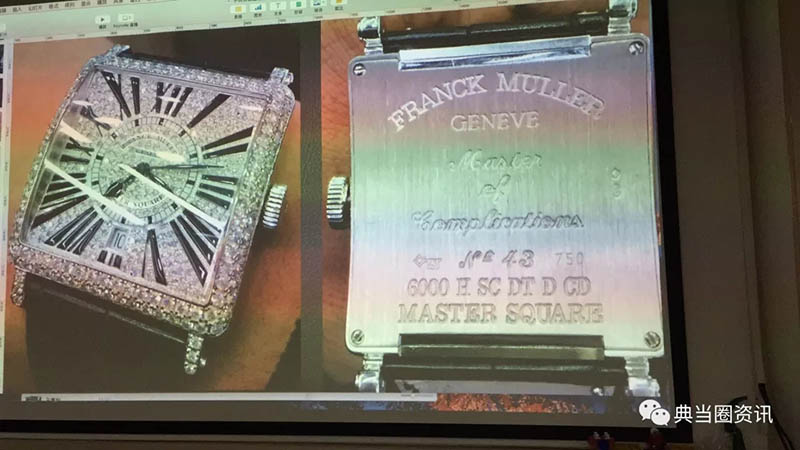 FRANCK MULLER
GENEVE
Master
of
Complications
Nº 43 750
6000 H SC DT D CD
MASTER SQUARE
SQUARE
典当圈资讯